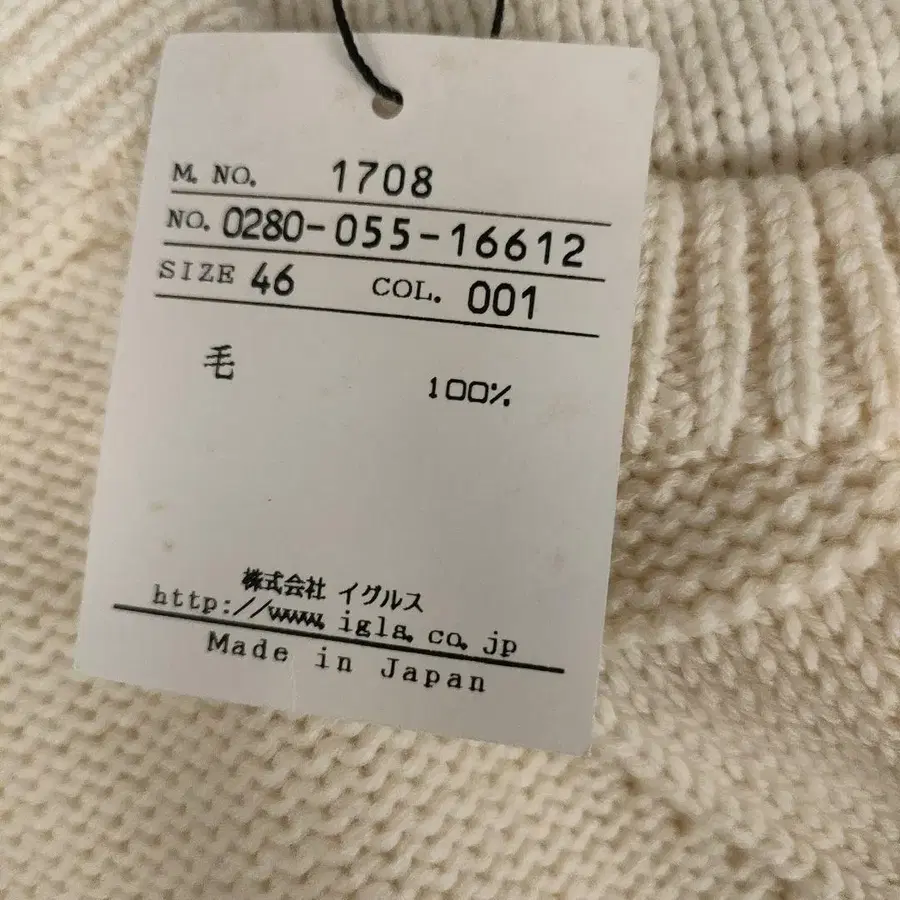 M. NO. 1708
NO. 0280-055-16612
SIZE 46 COL. 001
毛 100%
株式会社 イグルス
http://www.igla.co.jp
Made in Japan